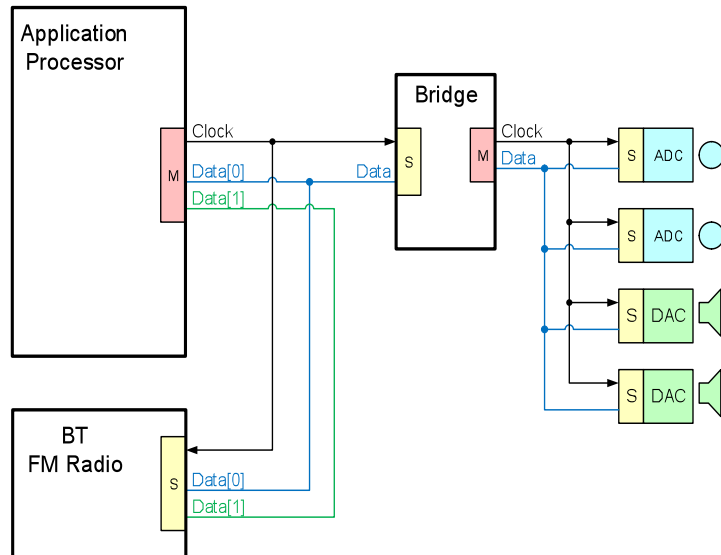 Application
Processor
Bridge
Clock
Clock
S
ADC
M
S
M
Data[0]
Data
Data
Data[1]
S
ADC
S
DAC
S
DAC
BT
FM Radio
S
Data[0]
Data[1]